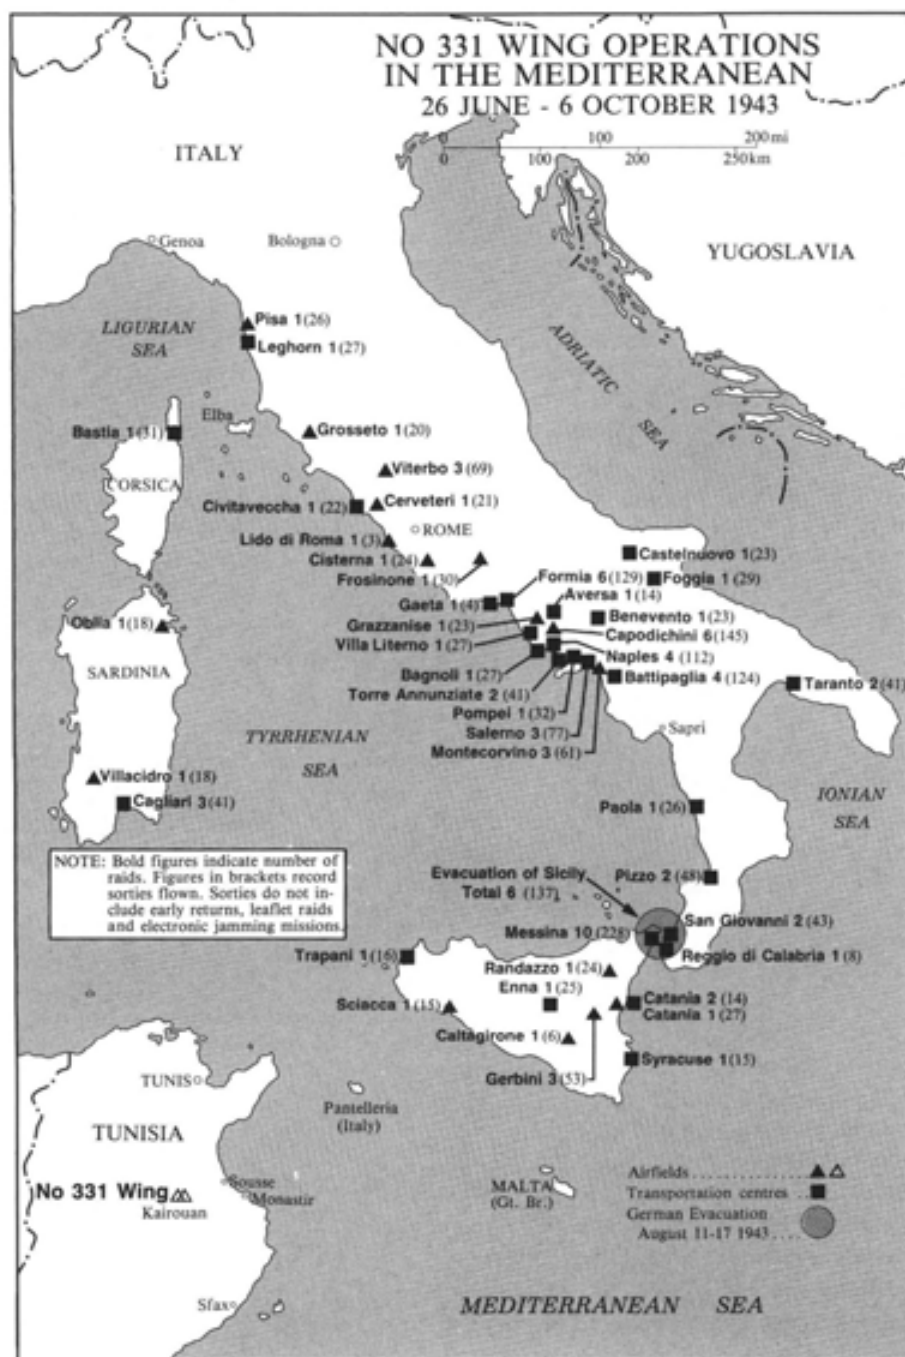 NO 331 WING OPERATIONS
IN THE MEDITERRANEAN
26 JUNE - 6 OCTOBER 1943
0 100 200 mi
0 100 200 250 km
ITALY
YUGOSLAVIA
Genoa
Bologna
LIGURIAN
SEA
Pisa 1 (26)
Leghorn 1 (27)
ADRIATIC
SEA
Elba
Bastia 1 (31)
CORSICA
Grosseto 1 (20)
Viterbo 3 (69)
Civitaveccha 1 (22)
Cerveteri 1 (21)
ROME
Lido di Roma 1 (3)
Cisterna 1 (24)
Frosinone 1 (30)
Castelnuovo 1 (23)
Foggia 1 (29)
Formia 6 (129)
Aversa 1 (14)
Gaeta 1 (4)
Benevento 1 (23)
Grazzanise 1 (23)
Capodichini 6 (145)
Villa Literno 1 (27)
Naples 4 (112)
Bagnoli 1 (27)
Battipaglia 4 (124)
Taranto 2 (41)
Torre Annunziate 2 (41)
Pompei 1 (32)
Salerno 3 (77)
Montecorvino 3 (61)
Sapri
Oblia 1 (18)
SARDINIA
TYRRHENIAN
SEA
Villacidro 1 (18)
Cagliari 3 (41)
IONIAN
SEA
Paola 1 (26)
NOTE: Bold figures indicate number of
raids. Figures in brackets record
sorties flown. Sorties do not in-
clude early returns, leaflet raids
and electronic jamming missions.
Evacuation of Sicily
Total 6 (137)
Pizzo 2 (48)
San Giovanni 2 (43)
Messina 10 (228)
Reggio di Calabria 1 (8)
Trapani 1 (16)
Randazzo 1 (24)
Enna 1 (25)
Sciacca 1 (15)
Catania 2 (14)
Catania 1 (27)
Caltagirone 1 (6)
Gerbini 3 (53)
Syracuse 1 (15)
TUNIS
Pantelleria
(Italy)
TUNISIA
No 331 Wing
Kairouan
Sousse
Monastir
MALTA
(Gt. Br.)
Airfields
Transportation centres
German Evacuation
August 11-17 1943
Sfax
MEDITERRANEAN SEA